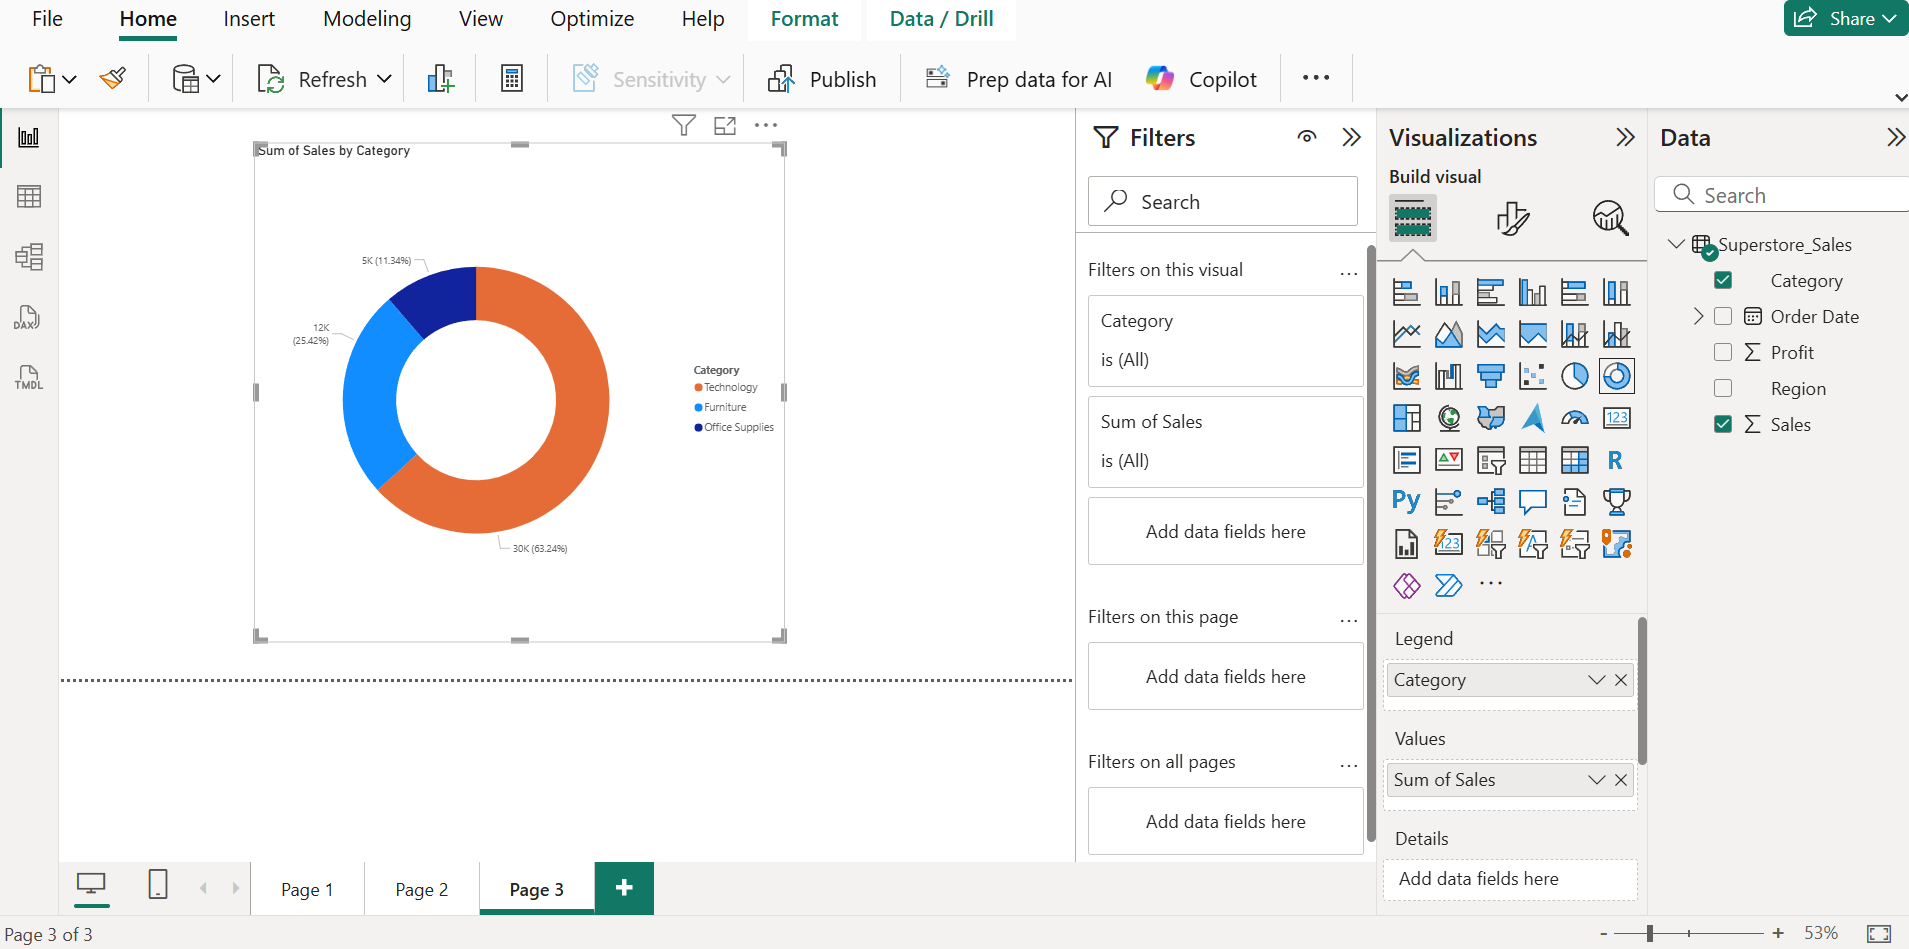 File Home Insert Modeling View Optimize Help Format Data / Drill Share
Refresh Sensitivity Publish Prep data for AI Copilot
DAX
TMDL
Sum of Sales by Category
5K (11.34%)
12K
(25.42%)
30K (63.24%)
Category
Technology
Furniture
Office Supplies
Filters
Search
Filters on this visual
Category
is (All)
Sum of Sales
is (All)
Add data fields here
Filters on this page
Add data fields here
Filters on all pages
Add data fields here
Visualizations
Build visual
123
R
Py
123
Legend
Category
Values
Sum of Sales
Details
Add data fields here
Data
Search
Superstore_Sales
Category
Order Date
Profit
Region
Sales
Page 1 Page 2 Page 3
Page 3 of 3
- + 53%